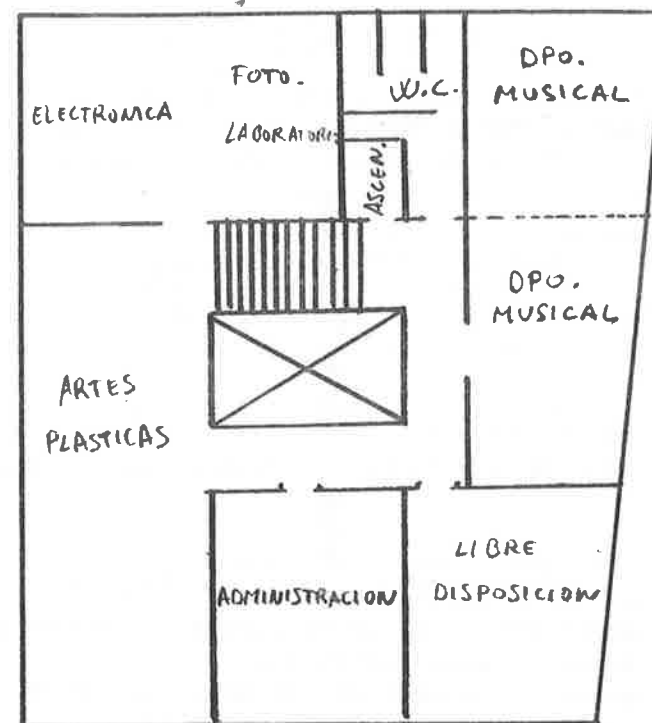 ELECTRONICA
FOTO.
LABORATORI
W.C.
ASCEN.
DPO.
MUSICAL
DPO.
MUSICAL
ARTES
PLASTICAS
ADMINISTRACION
LIBRE
DISPOSICION